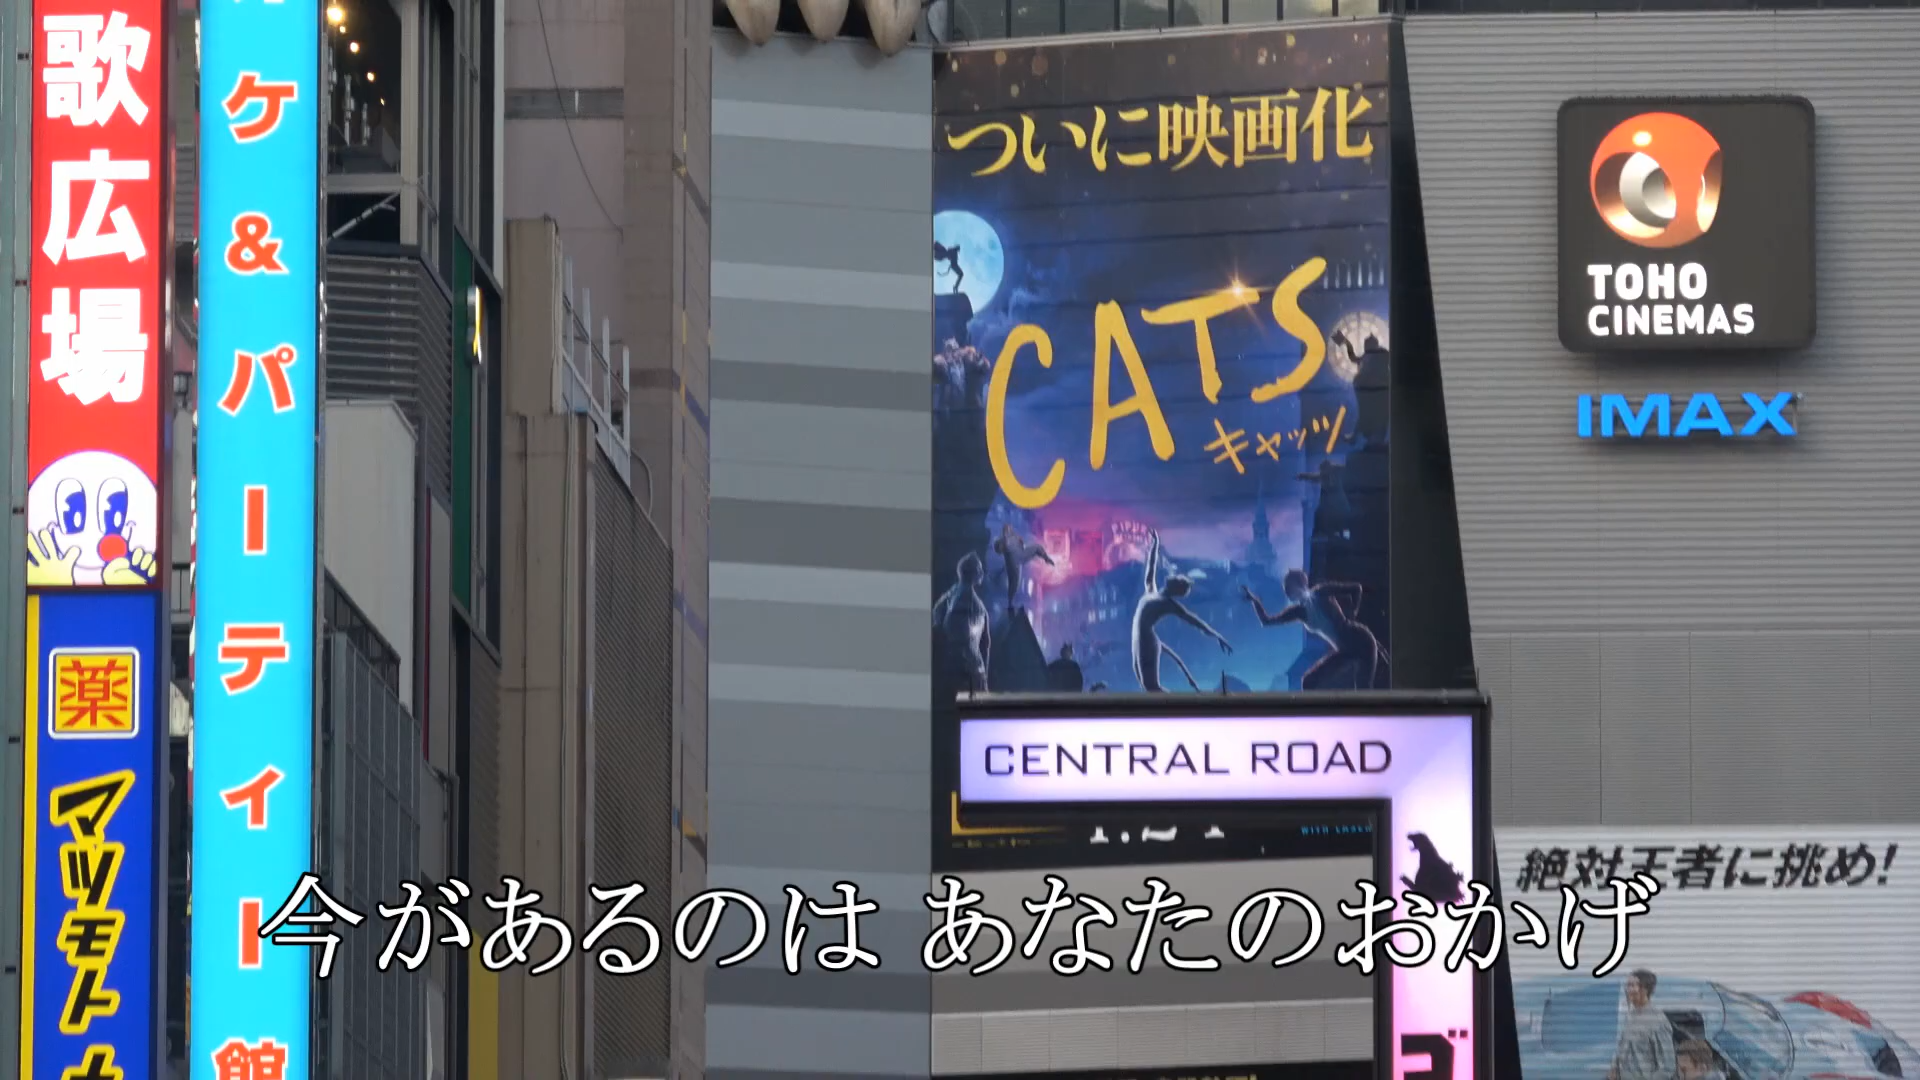 歌広場
ケ&パーティー館
薬
マツモト
ついに映画化
CATS
キャッツ
TOHO
CINEMAS
IMAX
CENTRAL ROAD
絶対王者に挑め!
今があるのは あなたのおかげ